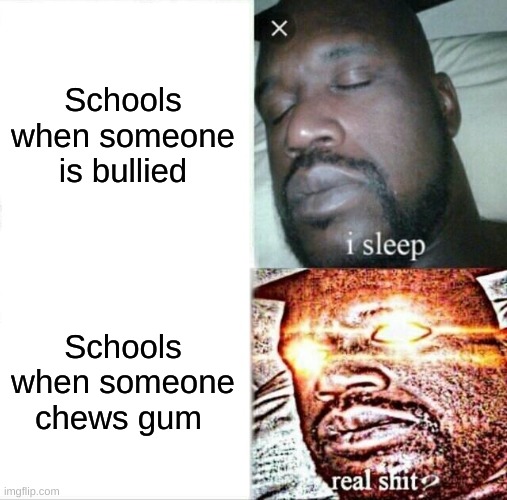 Schools
when someone
is bullied
i sleep
Schools
when someone
chews gum
real shit?
imgflip.com